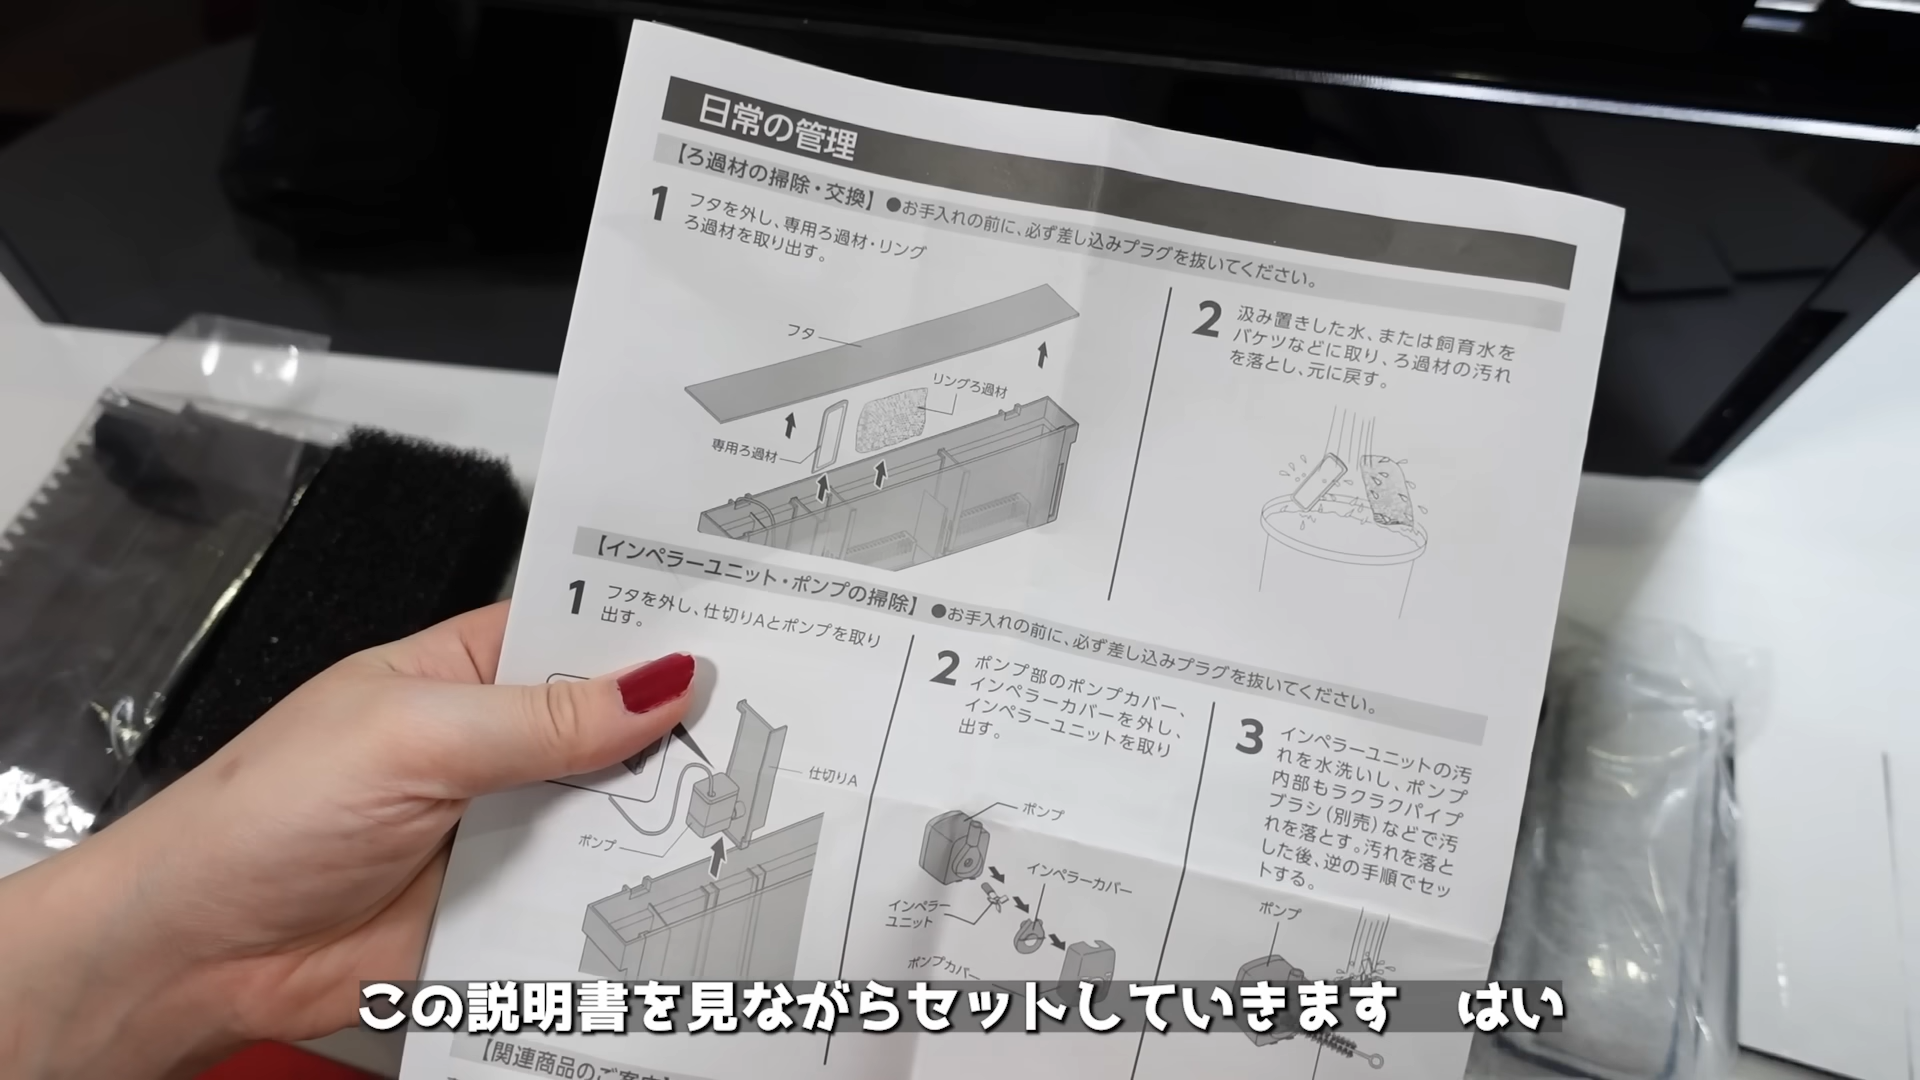 日常の管理
【ろ過材の掃除・交換】 ●お手入れの前に、必ず差し込みプラグを抜いてください。
1 フタを外し、専用ろ過材・リング
ろ過材を取り出す。
フタ
リングろ過材
専用ろ過材
2 汲み置きした水、または飼育水を
バケツなどに取り、ろ過材の汚れ
を落とし、元に戻す。
【インペラーユニット・ポンプの掃除】 ●お手入れの前に、必ず差し込みプラグを抜いてください。
1 フタを外し、仕切りAとポンプを取り
出す。
仕切りA
ポンプ
2 ポンプ部のポンプカバー、
インペラーカバーを外し、
インペラーユニットを取り
出す。
ポンプ
インペラーカバー
インペラー
ユニット
ポンプカバー
3 インペラーユニットの汚
れを水洗いし、ポンプ
内部もラクラクパイプ
ブラシ(別売)などで汚
れを落とす。汚れを落と
した後、逆の手順でセッ
トする。
ポンプ
この説明書を見ながらセットしていきます　はい
【関連商品のご案内】